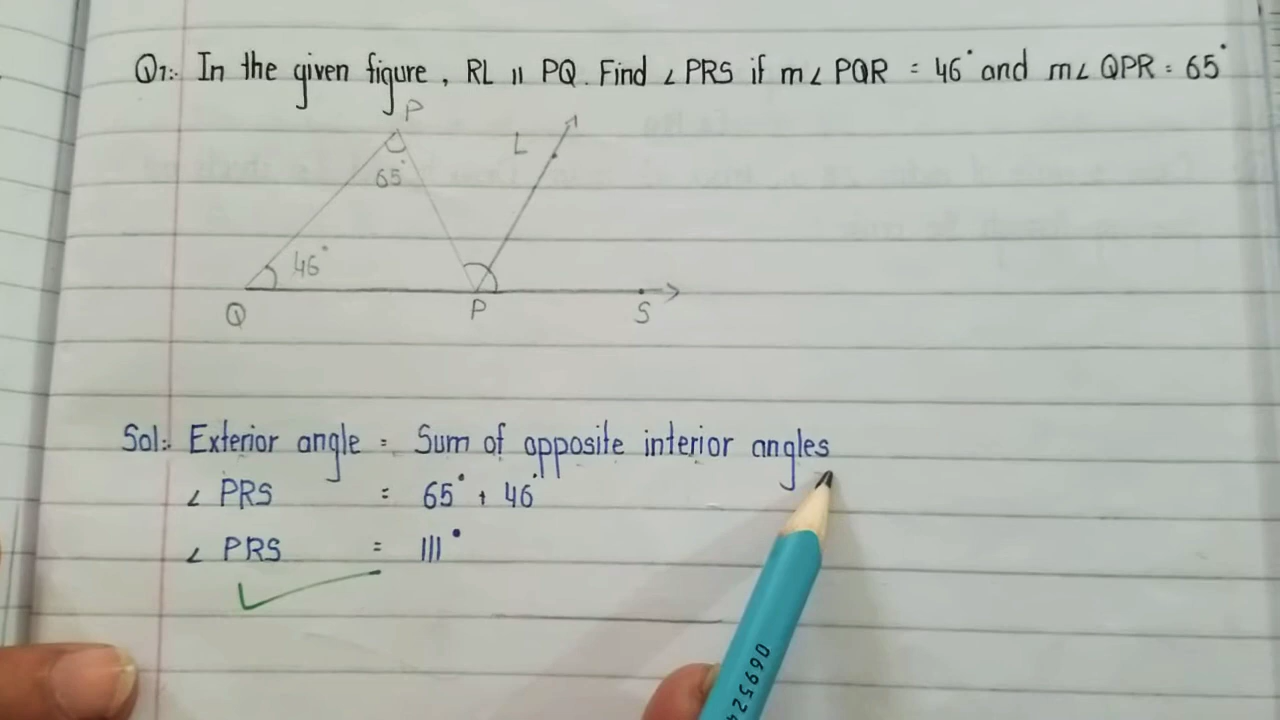 Q1:- In the given figure, RL || PQ. Find ∠PRS if m∠PQR = 46° and m∠QPR = 65°
P
L
65°
46°
Q
P
S
Sol:- Exterior angle = Sum of opposite interior angles
∠ PRS = 65° + 46°
∠ PRS = 111°